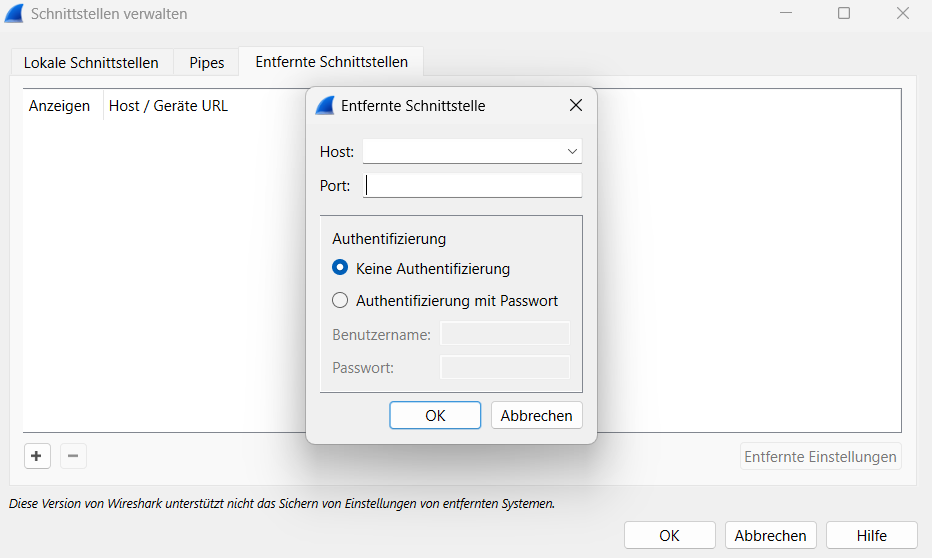 Schnittstellen verwalten
Lokale Schnittstellen Pipes Entfernte Schnittstellen
Anzeigen Host / Geräte URL
Entfernte Schnittstelle
Host:
Port:
Authentifizierung
Keine Authentifizierung
Authentifizierung mit Passwort
Benutzername:
Passwort:
OK Abbrechen
Entfernte Einstellungen
Diese Version von Wireshark unterstützt nicht das Sichern von Einstellungen von entfernten Systemen.
OK Abbrechen Hilfe